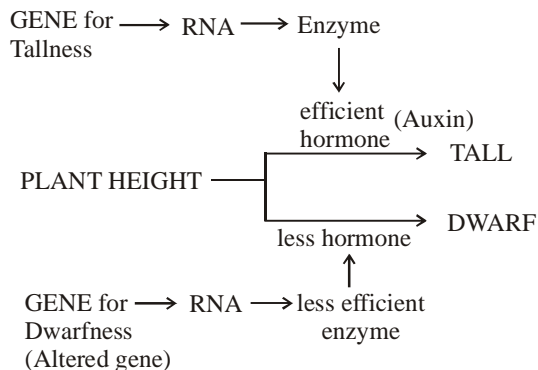 GENE for → RNA → Enzyme
Tallness
efficient
hormone (Auxin)
TALL
PLANT HEIGHT
DWARF
less hormone
GENE for → RNA → less efficient
Dwarfness enzyme
(Altered gene)